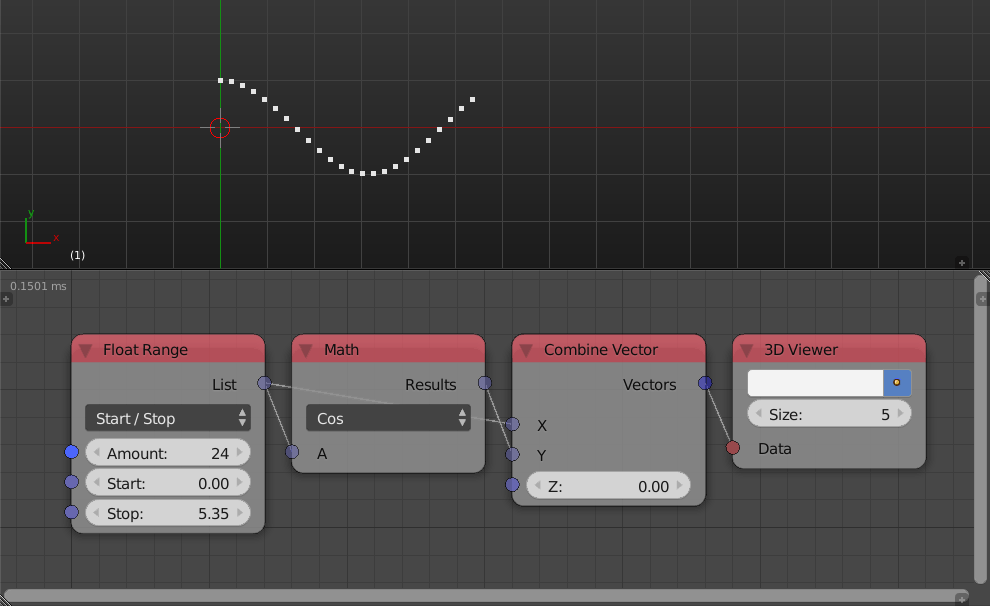 y
x
(1)
0.1501 ms
Float Range
List
Start / Stop
Amount: 24
Start: 0.00
Stop: 5.35
Math
Results
Cos
A
Combine Vector
Vectors
X
Y
Z: 0.00
3D Viewer
Size: 5
Data